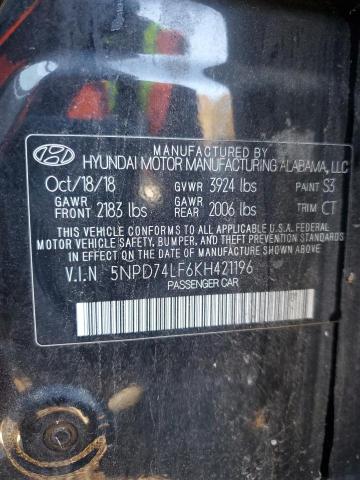 MANUFACTURED BY
HYUNDAI MOTOR MANUFACTURING ALABAMA, LLC
Oct/18/18 GVWR 3924 lbs PAINT S3
GAWR FRONT 2183 lbs GAWR REAR 2006 lbs TRIM CT
THIS VEHICLE CONFORMS TO ALL APPLICABLE FEDERAL
MOTOR VEHICLE SAFETY, BUMPER, AND THEFT PREVENTION STANDARDS
IN EFFECT ON THE DATE OF MANUFACTURE SHOWN ABOVE.
V.I.N 5NPD74LF6KH421196
PASSENGER CAR